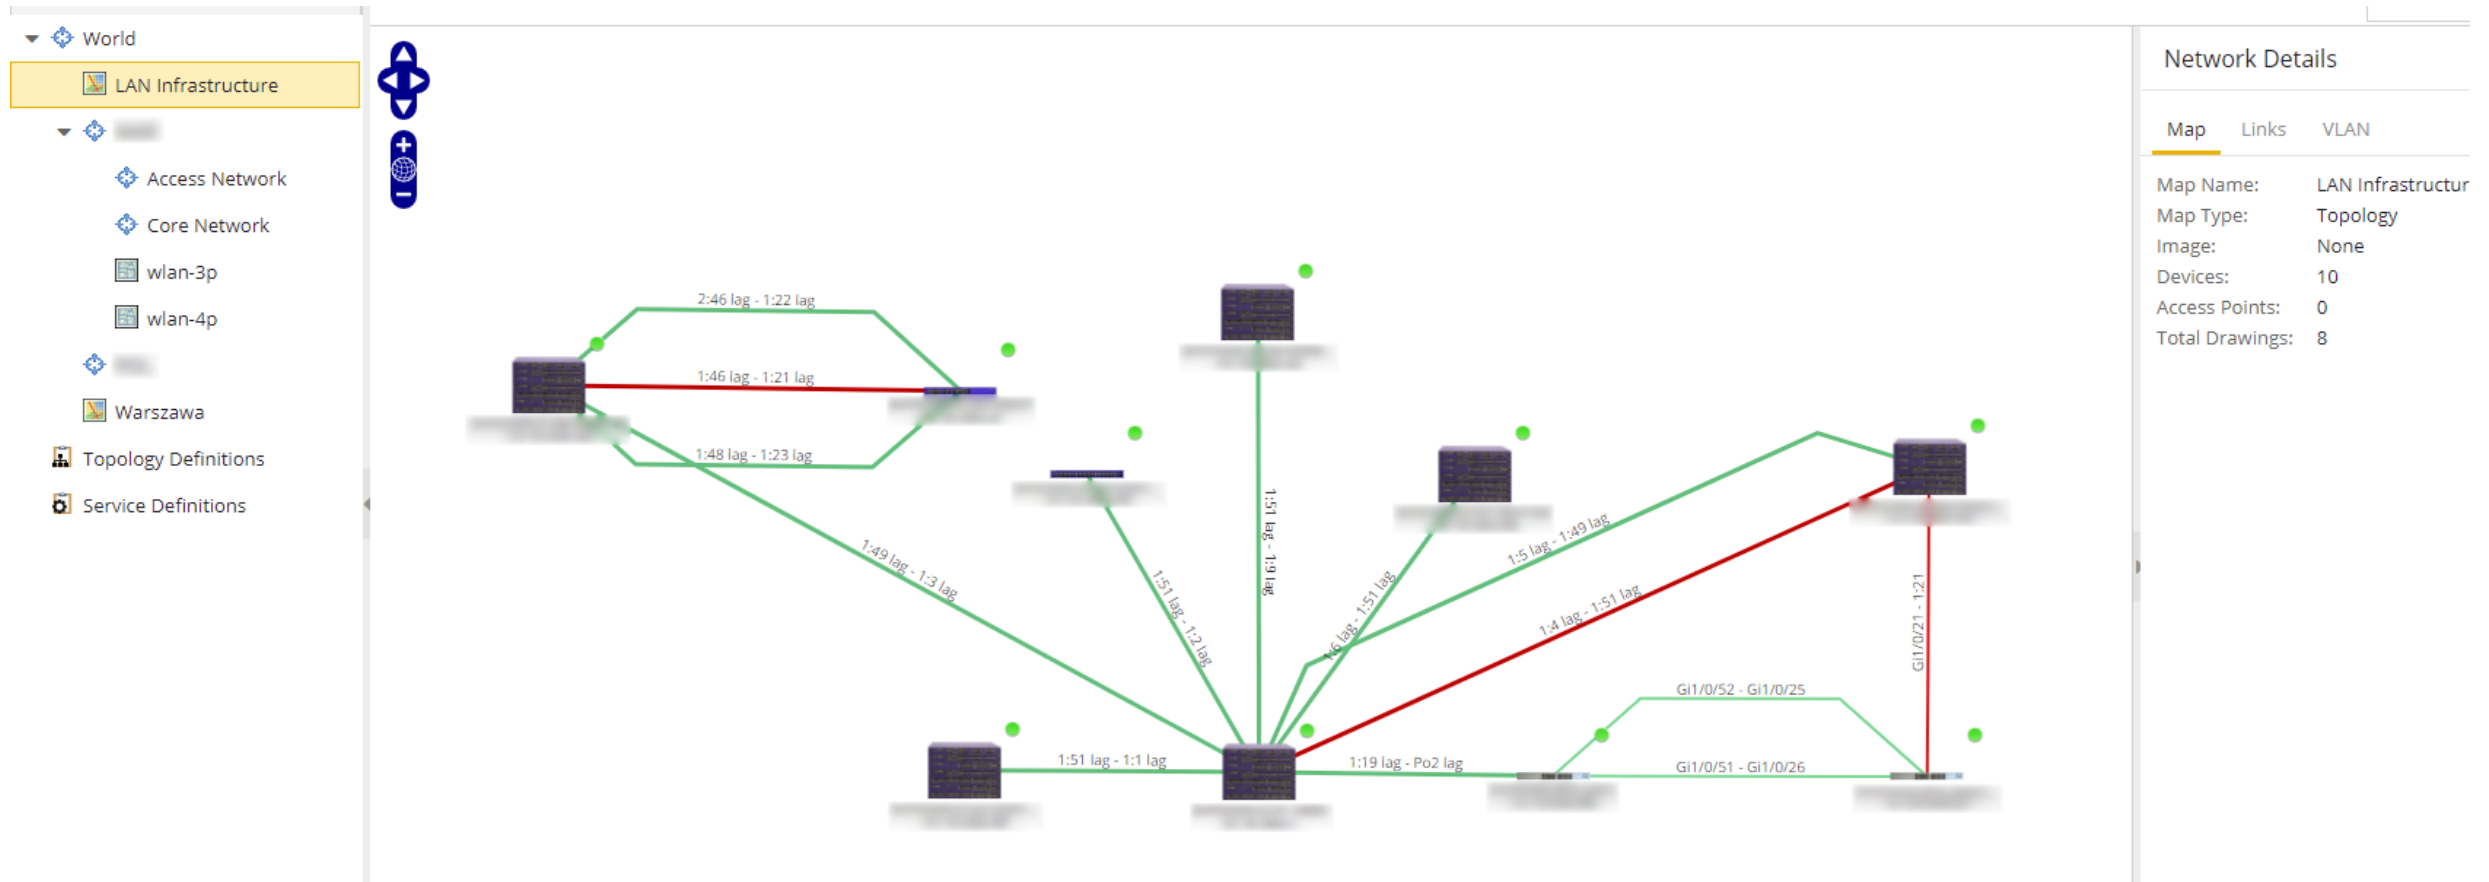 World
LAN Infrastructure
Access Network
Core Network
wlan-3p
wlan-4p
Warszawa
Topology Definitions
Service Definitions
2:46 lag - 1:22 lag
1:46 lag - 1:21 lag
1:48 lag - 1:23 lag
1:49 lag - 1:3 lag
1:51 lag - 1:2 lag
1:51 lag - 1:9 lag
1:6 lag - 1:51 lag
1:5 lag - 1:49 lag
1:4 lag - 1:51 lag
Gi1/0/21 - 1:21
Gi1/0/52 - Gi1/0/25
1:51 lag - 1:1 lag
1:19 lag - Po2 lag
Gi1/0/51 - Gi1/0/26
Network Details
Map Links VLAN
Map Name: LAN Infrastructur
Map Type: Topology
Image: None
Devices: 10
Access Points: 0
Total Drawings: 8